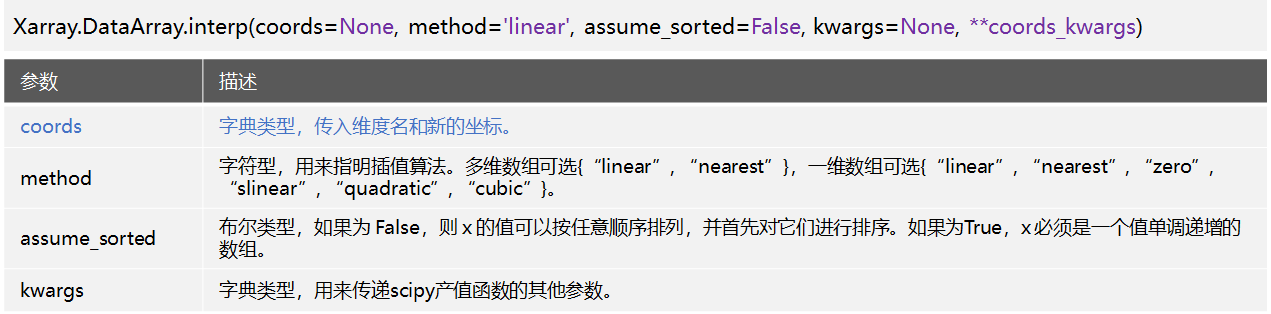 Xarray.DataArray.interp(coords=None, method='linear', assume_sorted=False, kwargs=None, **coords_kwargs)
参数 描述
coords 字典类型，传入维度名和新的坐标。
method 字符型，用来指明插值算法。多维数组可选{“linear”，“nearest”}，一维数组可选{“linear”，“nearest”，“zero”，
“slinear”，“quadratic”，“cubic”}。
assume_sorted 布尔类型，如果为 False，则 x 的值可以按任意顺序排列，并首先对它们进行排序。如果为True，x 必须是一个值单调递增的
数组。
kwargs 字典类型，用来传递scipy产值函数的其他参数。